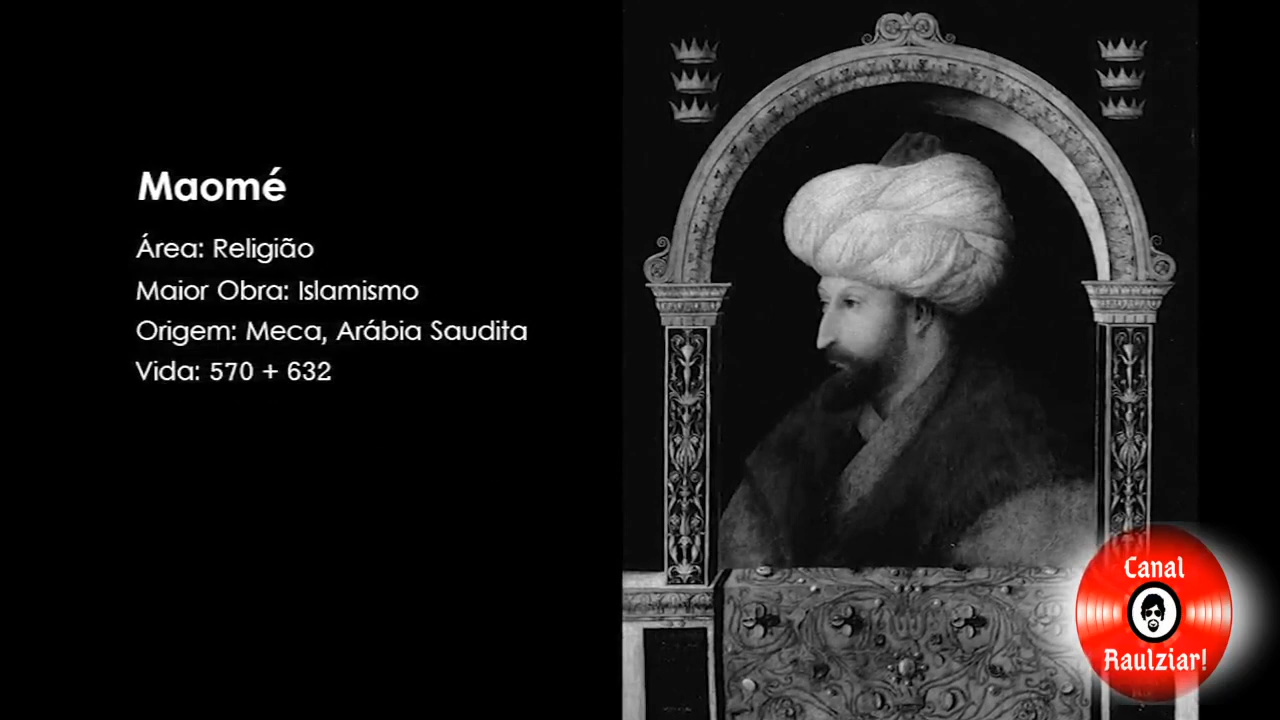 Maomé
Área: Religião
Maior Obra: Islamismo
Origem: Meca, Arábia Saudita
Vida: 570 + 632
Canal
Raulziar!